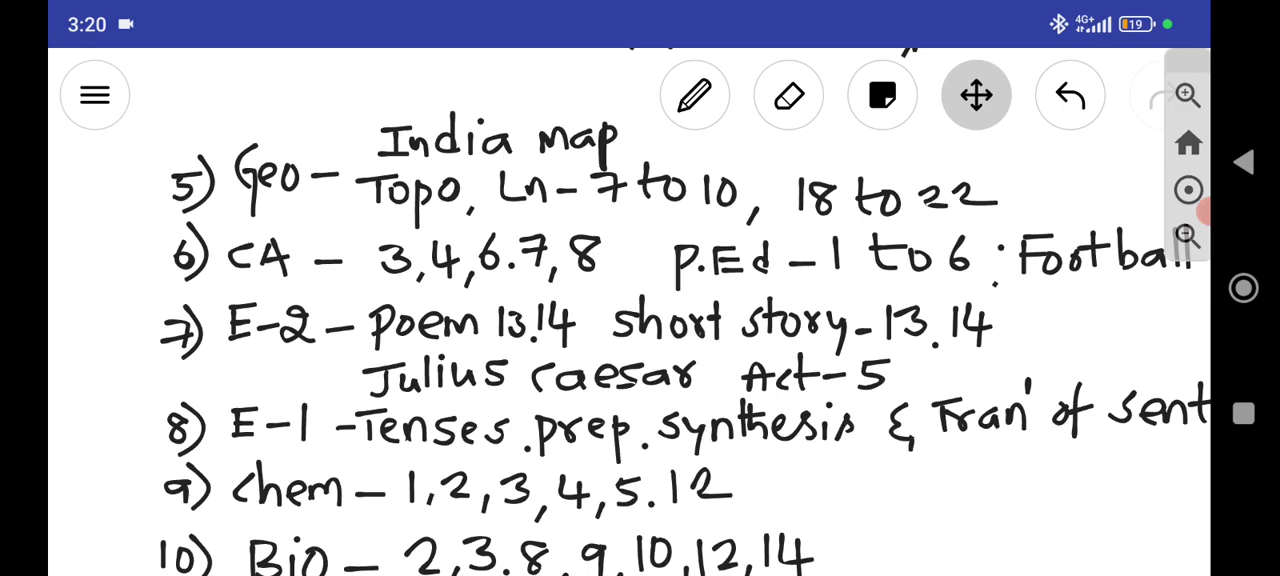 3:20 4G+ 19
India Map
5) Geo - Topo, Ln - 7 to 10, 18 to 22
6) CA - 3,4,6.7,8 P.Ed - 1 to 6 : Football
7) E-2 - Poem 13.14 short story - 13.14
Julius Caesar Act - 5
8) E-1 - Tenses .prep. synthesis & Tran' of sent
9) Chem - 1,2,3,4,5.12
10) Bio - 2,3.8.9.10,12,14